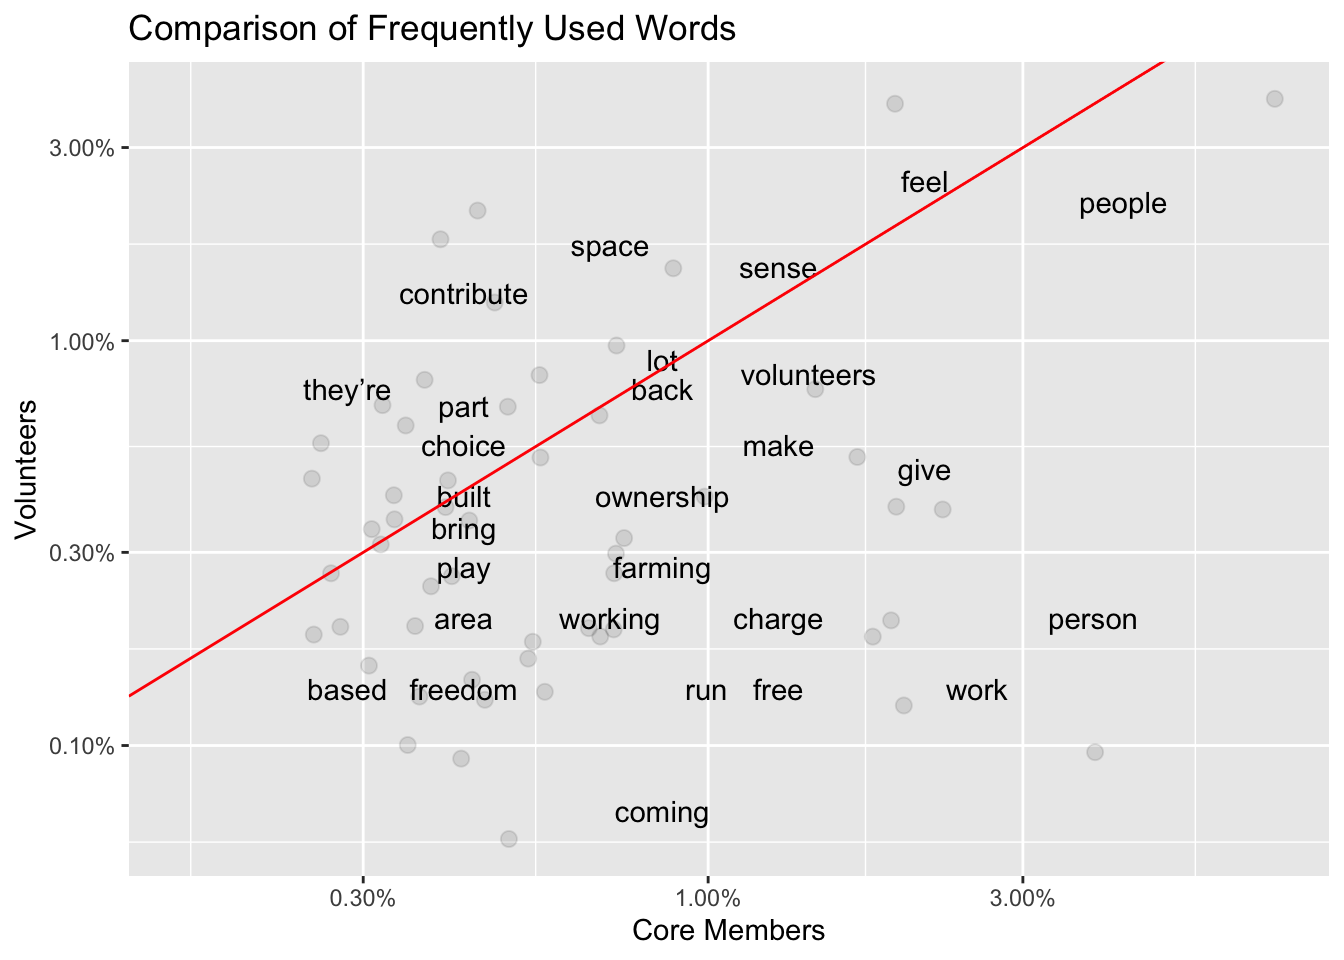 Comparison of Frequently Used Words
3.00%
feel
people
space
sense
contribute
1.00%
lot
volunteers
they’re
back
part
choice
make
give
built
ownership
bring
0.30%
play
farming
area
working
charge
person
based
freedom
run
free
work
0.10%
coming
Volunteers
0.30%
1.00%
3.00%
Core Members